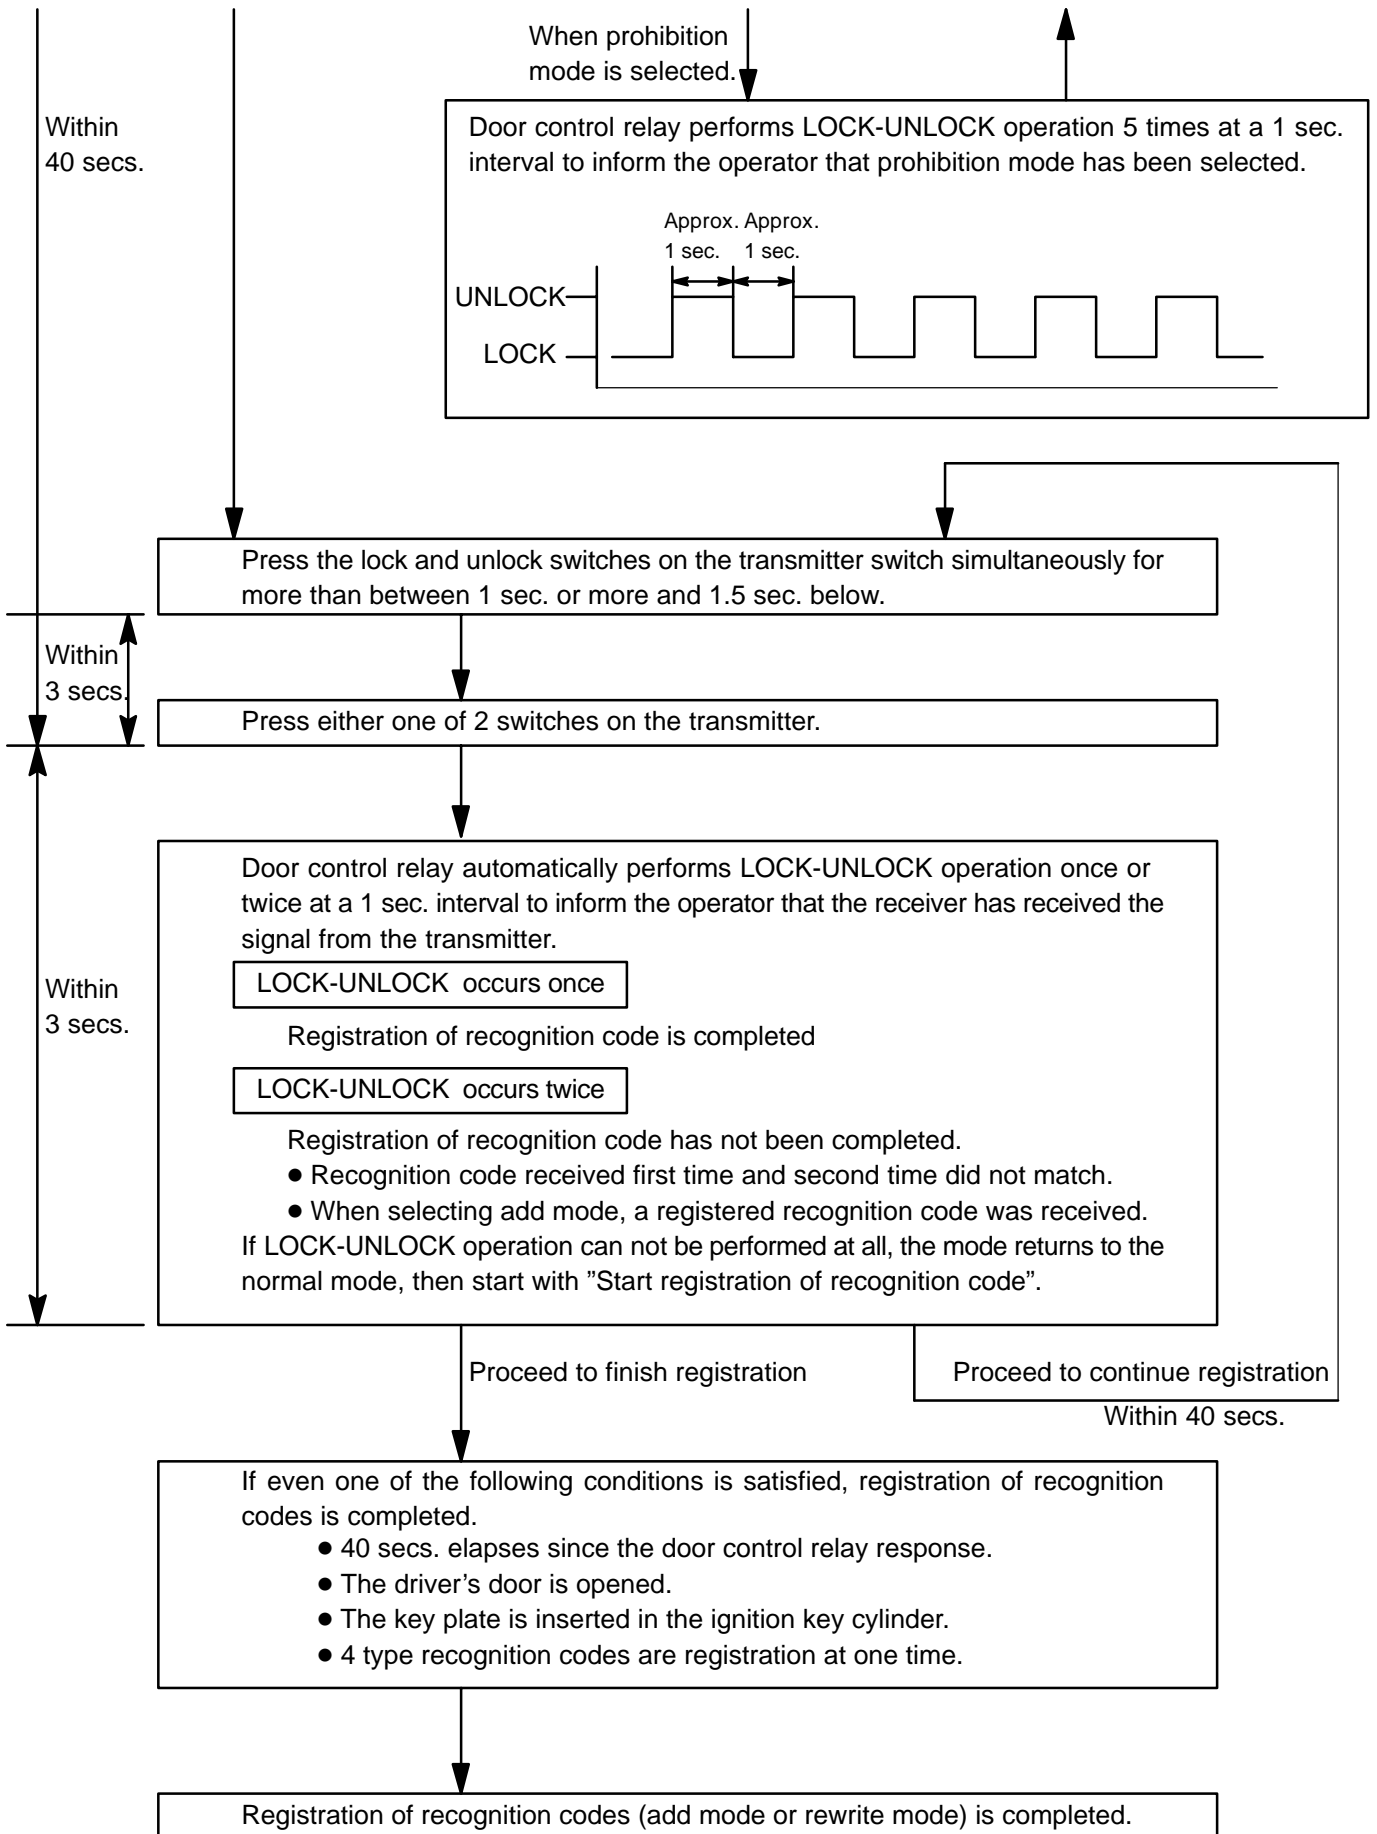 When prohibition
mode is selected.
Within
40 secs.
Door control relay performs LOCK-UNLOCK operation 5 times at a 1 sec.
interval to inform the operator that prohibition mode has been selected.
Approx. Approx.
1 sec. 1 sec.
UNLOCK
LOCK
Press the lock and unlock switches on the transmitter switch simultaneously for
more than between 1 sec. or more and 1.5 sec. below.
Within
3 secs.
Press either one of 2 switches on the transmitter.
Door control relay automatically performs LOCK-UNLOCK operation once or
twice at a 1 sec. interval to inform the operator that the receiver has received the
signal from the transmitter.
LOCK-UNLOCK occurs once
Within
3 secs.
Registration of recognition code is completed
LOCK-UNLOCK occurs twice
Registration of recognition code has not been completed.
● Recognition code received first time and second time did not match.
● When selecting add mode, a registered recognition code was received.
If LOCK-UNLOCK operation can not be performed at all, the mode returns to the
normal mode, then start with ”Start registration of recognition code”.
Proceed to finish registration
Proceed to continue registration
Within 40 secs.
If even one of the following conditions is satisfied, registration of recognition
codes is completed.
● 40 secs. elapses since the door control relay response.
● The driver’s door is opened.
● The key plate is inserted in the ignition key cylinder.
● 4 type recognition codes are registration at one time.
Registration of recognition codes (add mode or rewrite mode) is completed.